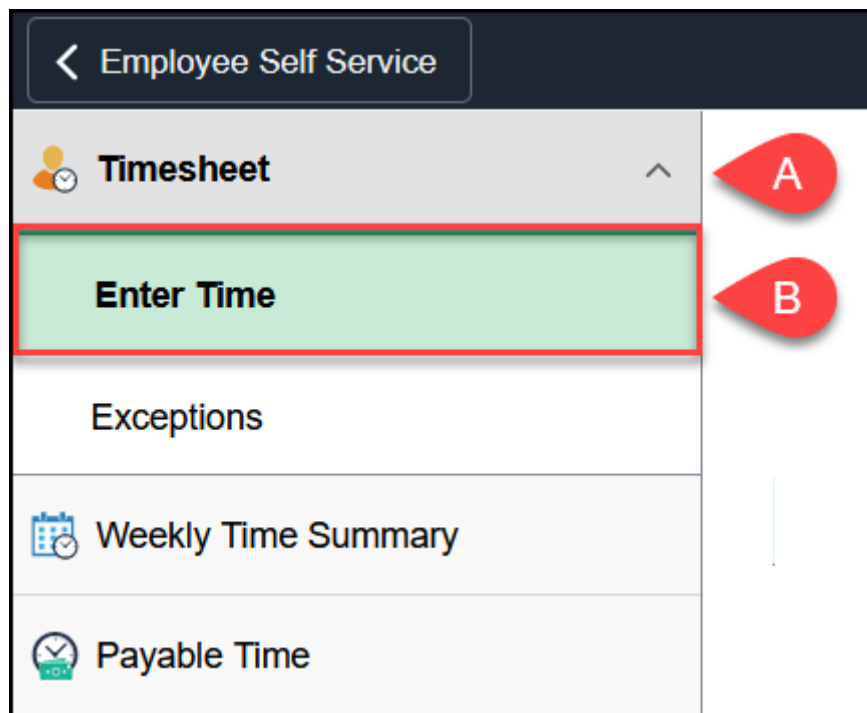 Employee Self Service
Timesheet
A
Enter Time
B
Exceptions
Weekly Time Summary
Payable Time